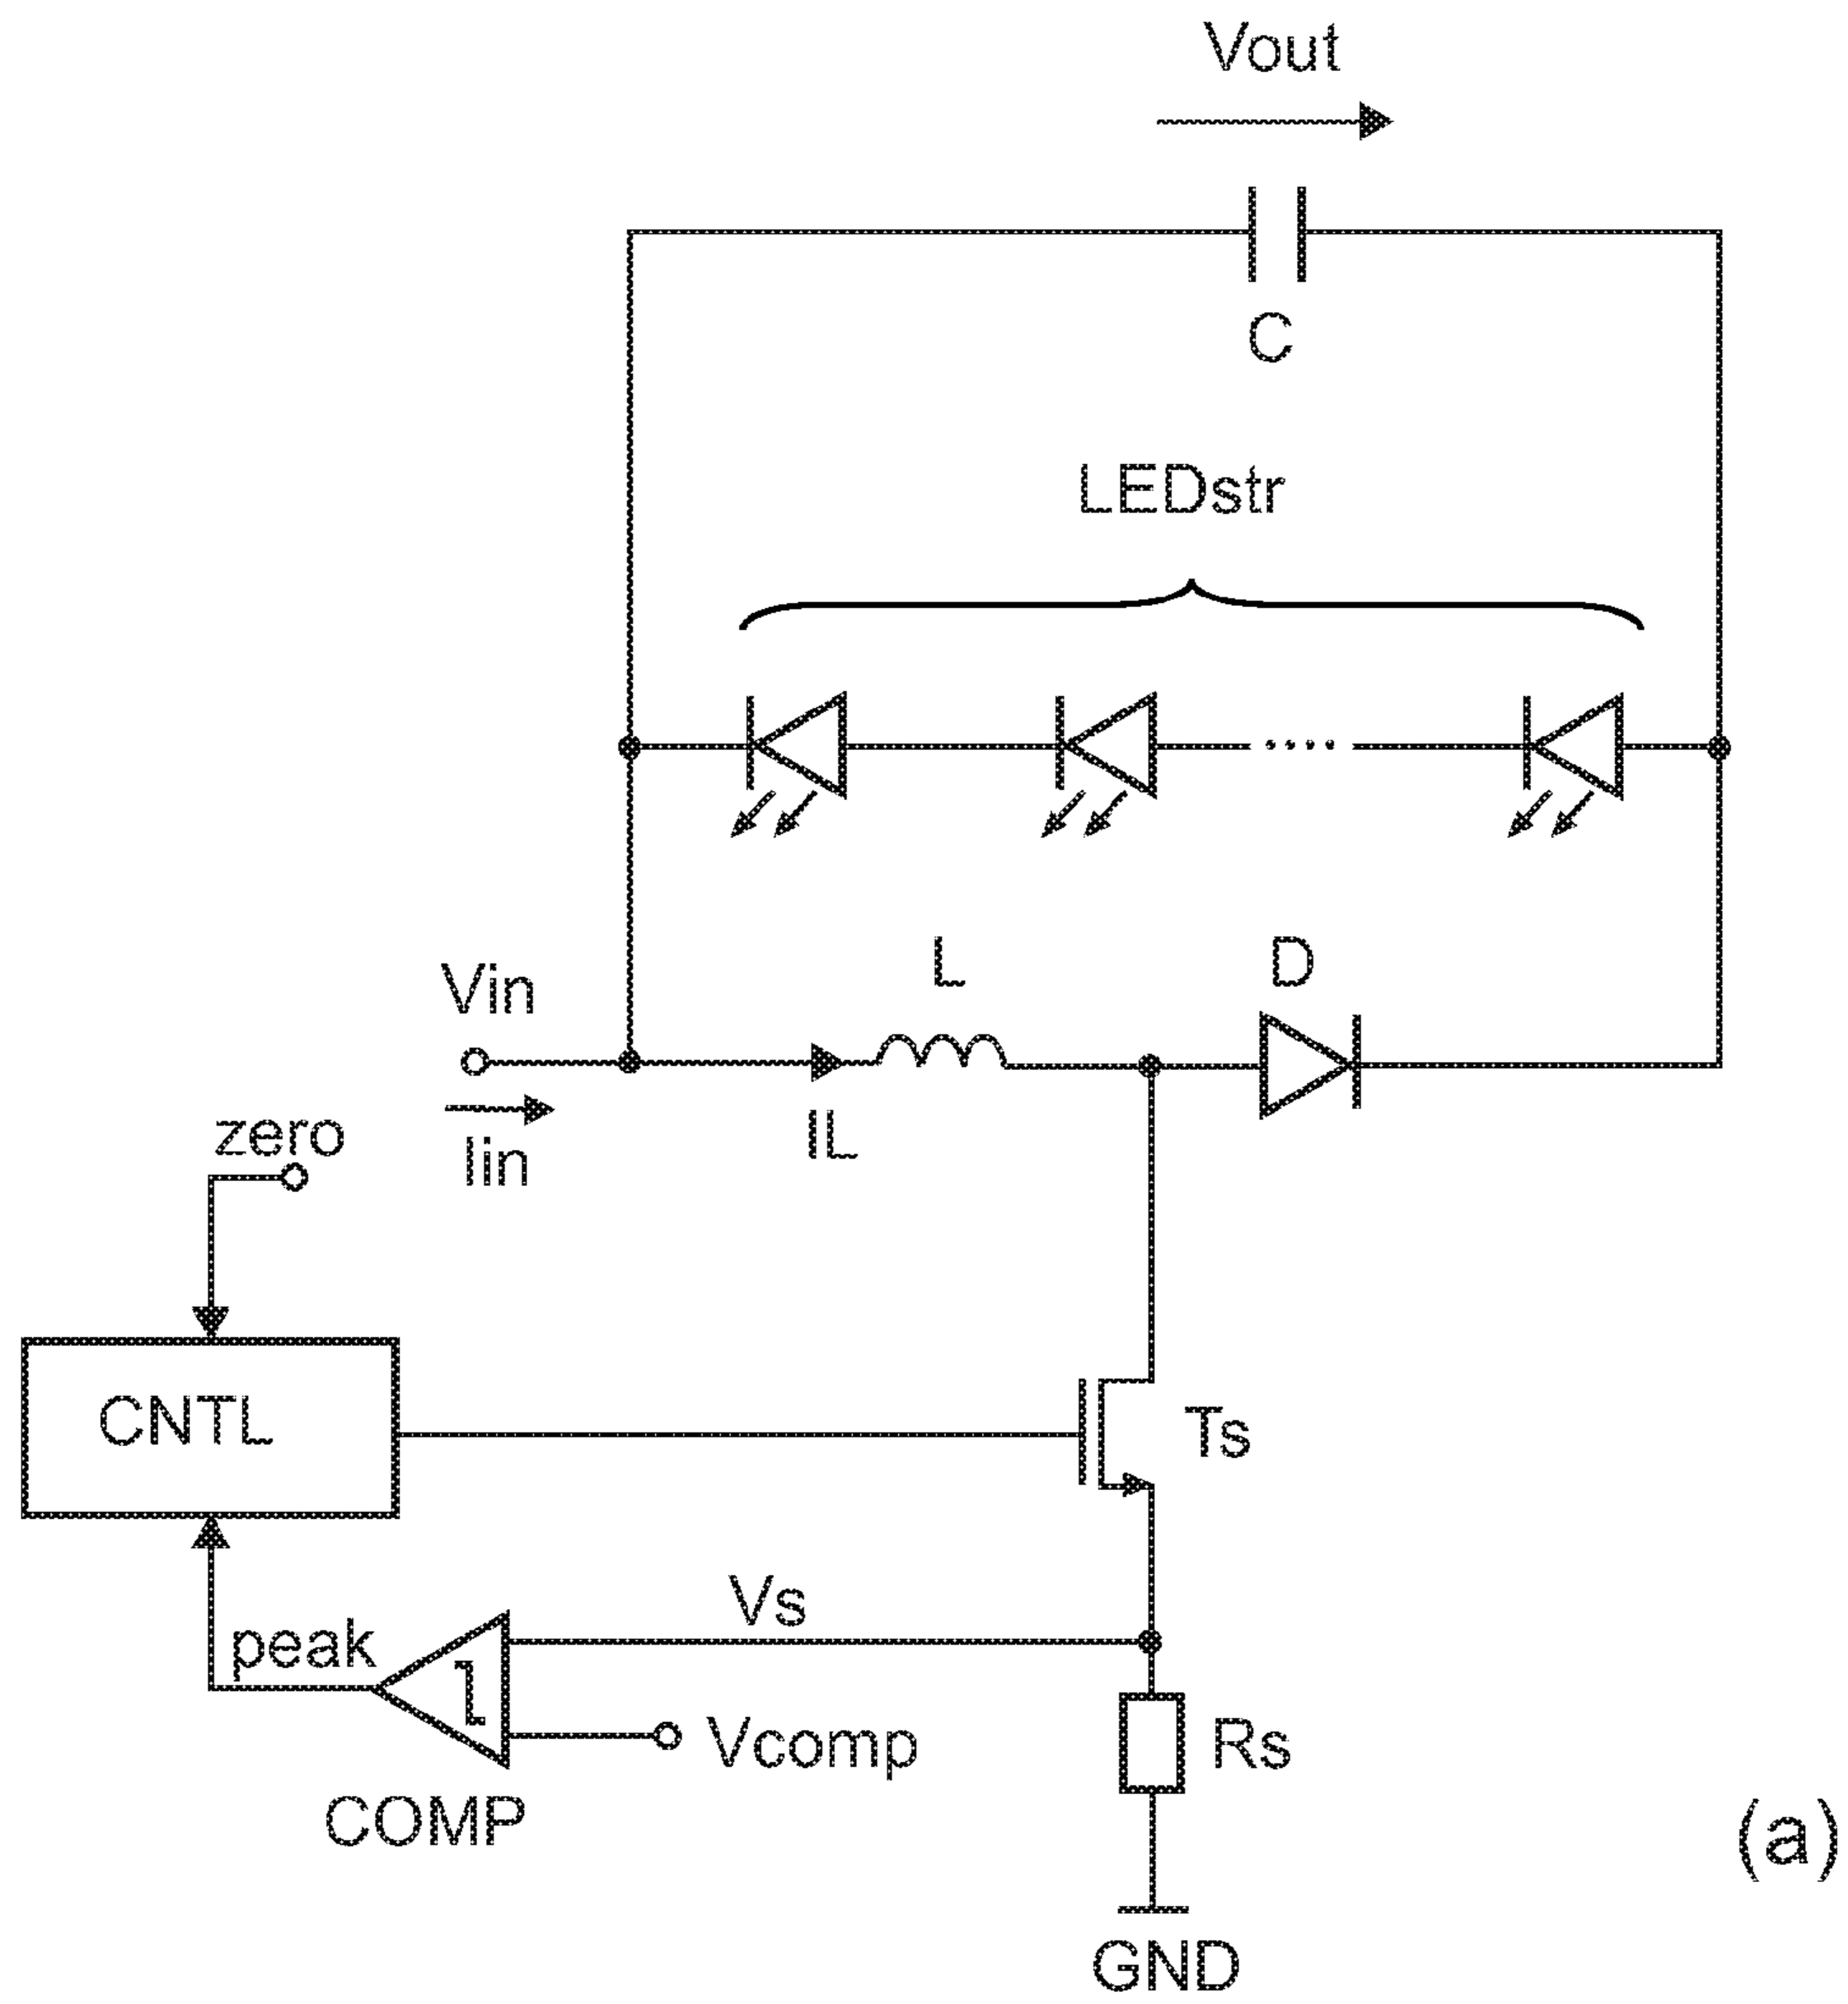 Vout
C
LEDstr
L
D
Vin
zero
Iin
IL
CNTL
Ts
Vs
peak
Vcomp
Rs
COMP
(a)
GND